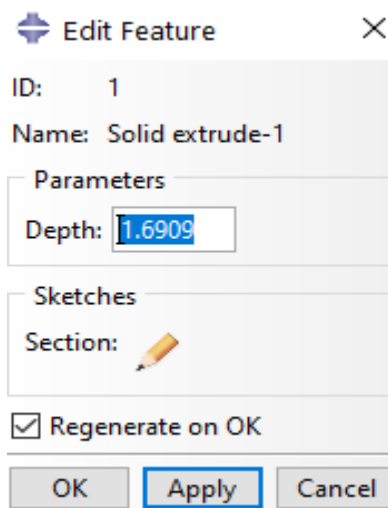 Edit Feature
ID: 1
Name: Solid extrude-1
Parameters
Depth: 1.6909
Sketches
Section:
Regenerate on OK
OK Apply Cancel